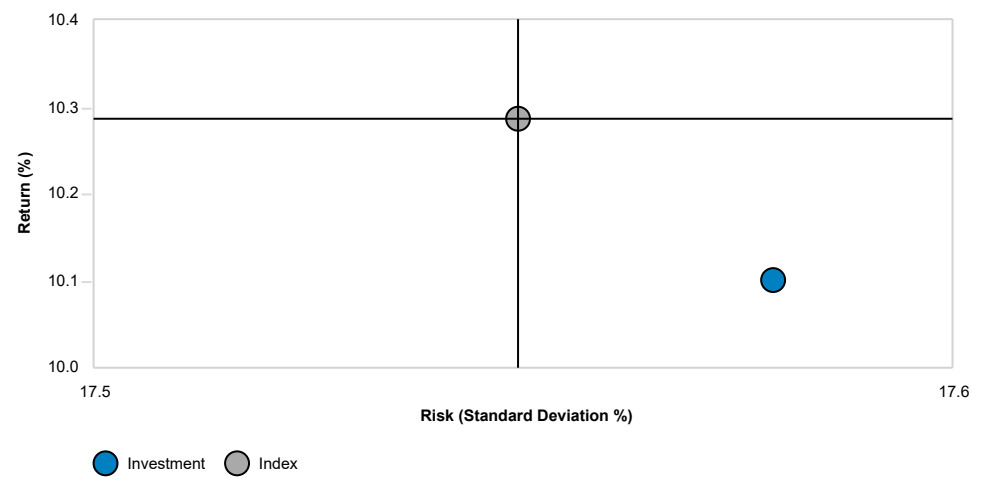 10.4
10.3
10.2
10.1
10.0
Return (%)
17.5 17.6
Risk (Standard Deviation %)
Investment Index